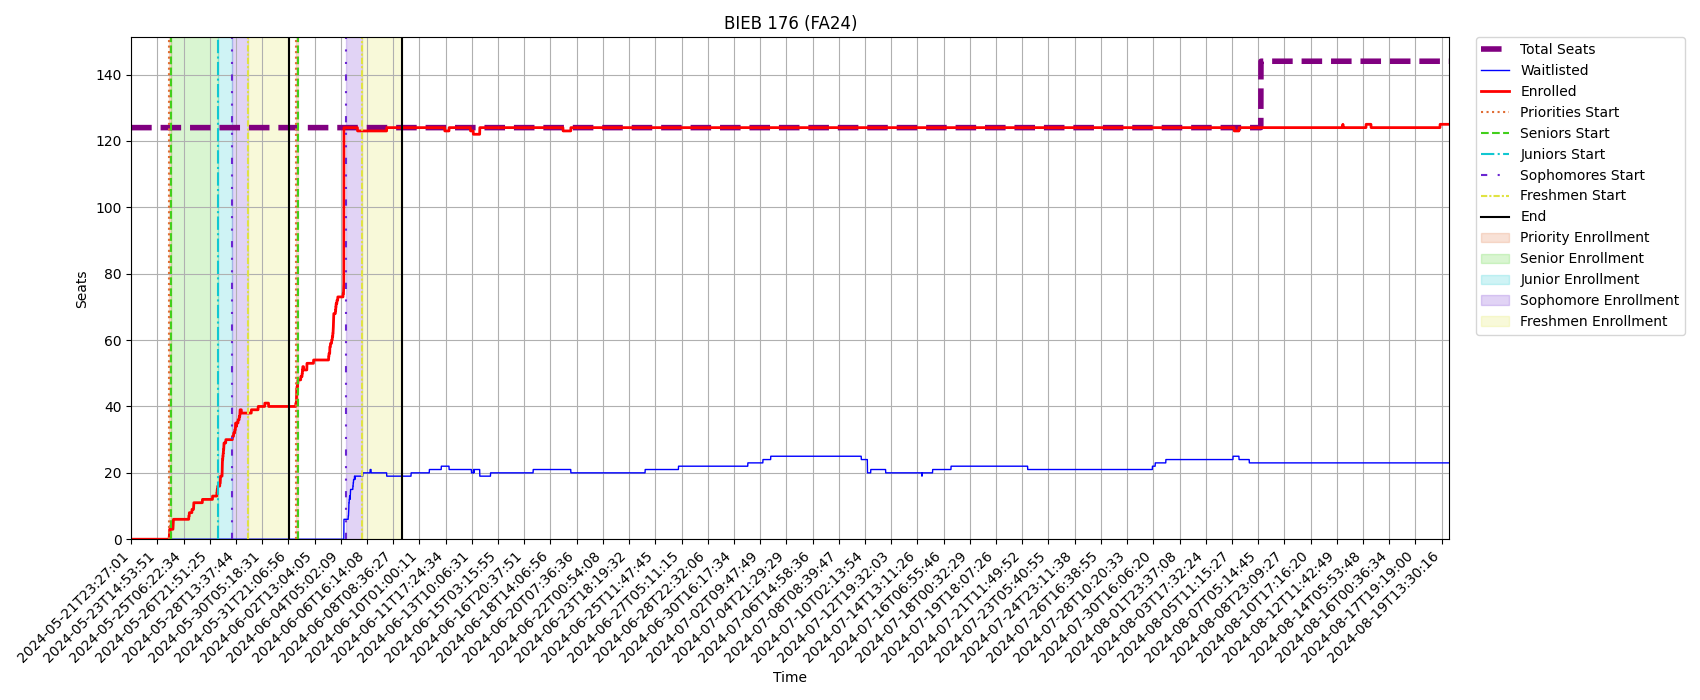 BIEB 176 (FA24)
Seats
0
20
40
60
80
100
120
140
2024-05-21T23:27:01
2024-05-23T14:53:51
2024-05-25T06:22:34
2024-05-26T21:51:25
2024-05-28T13:37:44
2024-05-30T05:18:31
2024-05-31T21:06:56
2024-06-02T13:04:05
2024-06-04T05:02:09
2024-06-06T16:14:08
2024-06-08T08:36:27
2024-06-10T01:00:11
2024-06-11T17:24:34
2024-06-13T10:06:31
2024-06-15T03:15:55
2024-06-16T20:37:51
2024-06-18T14:06:56
2024-06-20T07:36:36
2024-06-22T00:54:08
2024-06-23T18:19:32
2024-06-25T11:47:45
2024-06-27T05:11:15
2024-06-28T22:32:06
2024-06-30T16:17:34
2024-07-02T09:47:49
2024-07-04T21:29:29
2024-07-06T14:58:36
2024-07-08T08:39:47
2024-07-10T02:13:54
2024-07-12T19:32:03
2024-07-14T13:11:26
2024-07-16T06:55:46
2024-07-18T00:32:29
2024-07-19T18:07:26
2024-07-21T11:49:52
2024-07-23T05:40:55
2024-07-24T23:11:38
2024-07-26T16:38:55
2024-07-28T10:20:33
2024-07-30T16:06:20
2024-08-01T23:37:08
2024-08-03T17:32:24
2024-08-05T11:15:27
2024-08-07T05:14:45
2024-08-08T23:09:27
2024-08-10T17:16:20
2024-08-12T11:42:49
2024-08-14T05:53:48
2024-08-16T00:36:34
2024-08-17T19:19:00
2024-08-19T13:30:16
Time
Total Seats
Waitlisted
Enrolled
Priorities Start
Seniors Start
Juniors Start
Sophomores Start
Freshmen Start
End
Priority Enrollment
Senior Enrollment
Junior Enrollment
Sophomore Enrollment
Freshmen Enrollment